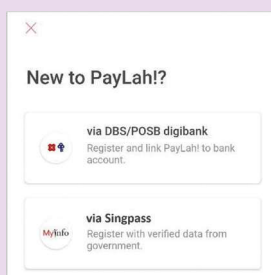 New to PayLah!?
via DBS/POSB digibank
Register and link PayLah! to bank
account.
via Singpass
MyInfo
Register with verified data from
government.